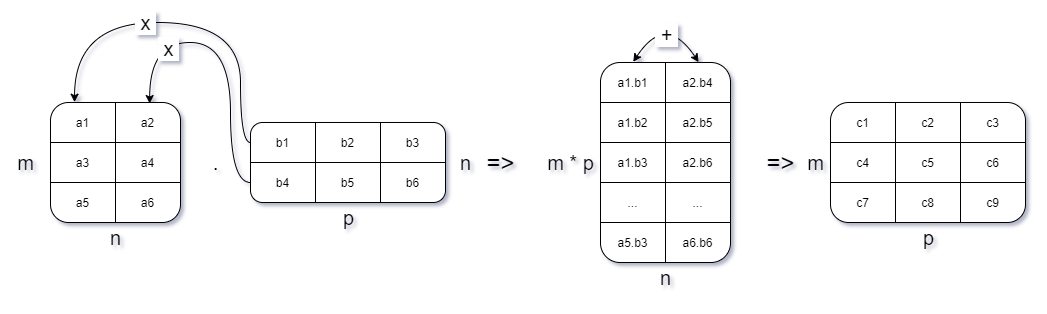 x
x
+
m
a1 a2
a3 a4
a5 a6
n
.
b1 b2 b3
b4 b5 b6
p
n
=>
m * p
a1.b1 a2.b4
a1.b2 a2.b5
a1.b3 a2.b6
... ...
a5.b3 a6.b6
n
=>
m
c1 c2 c3
c4 c5 c6
c7 c8 c9
p